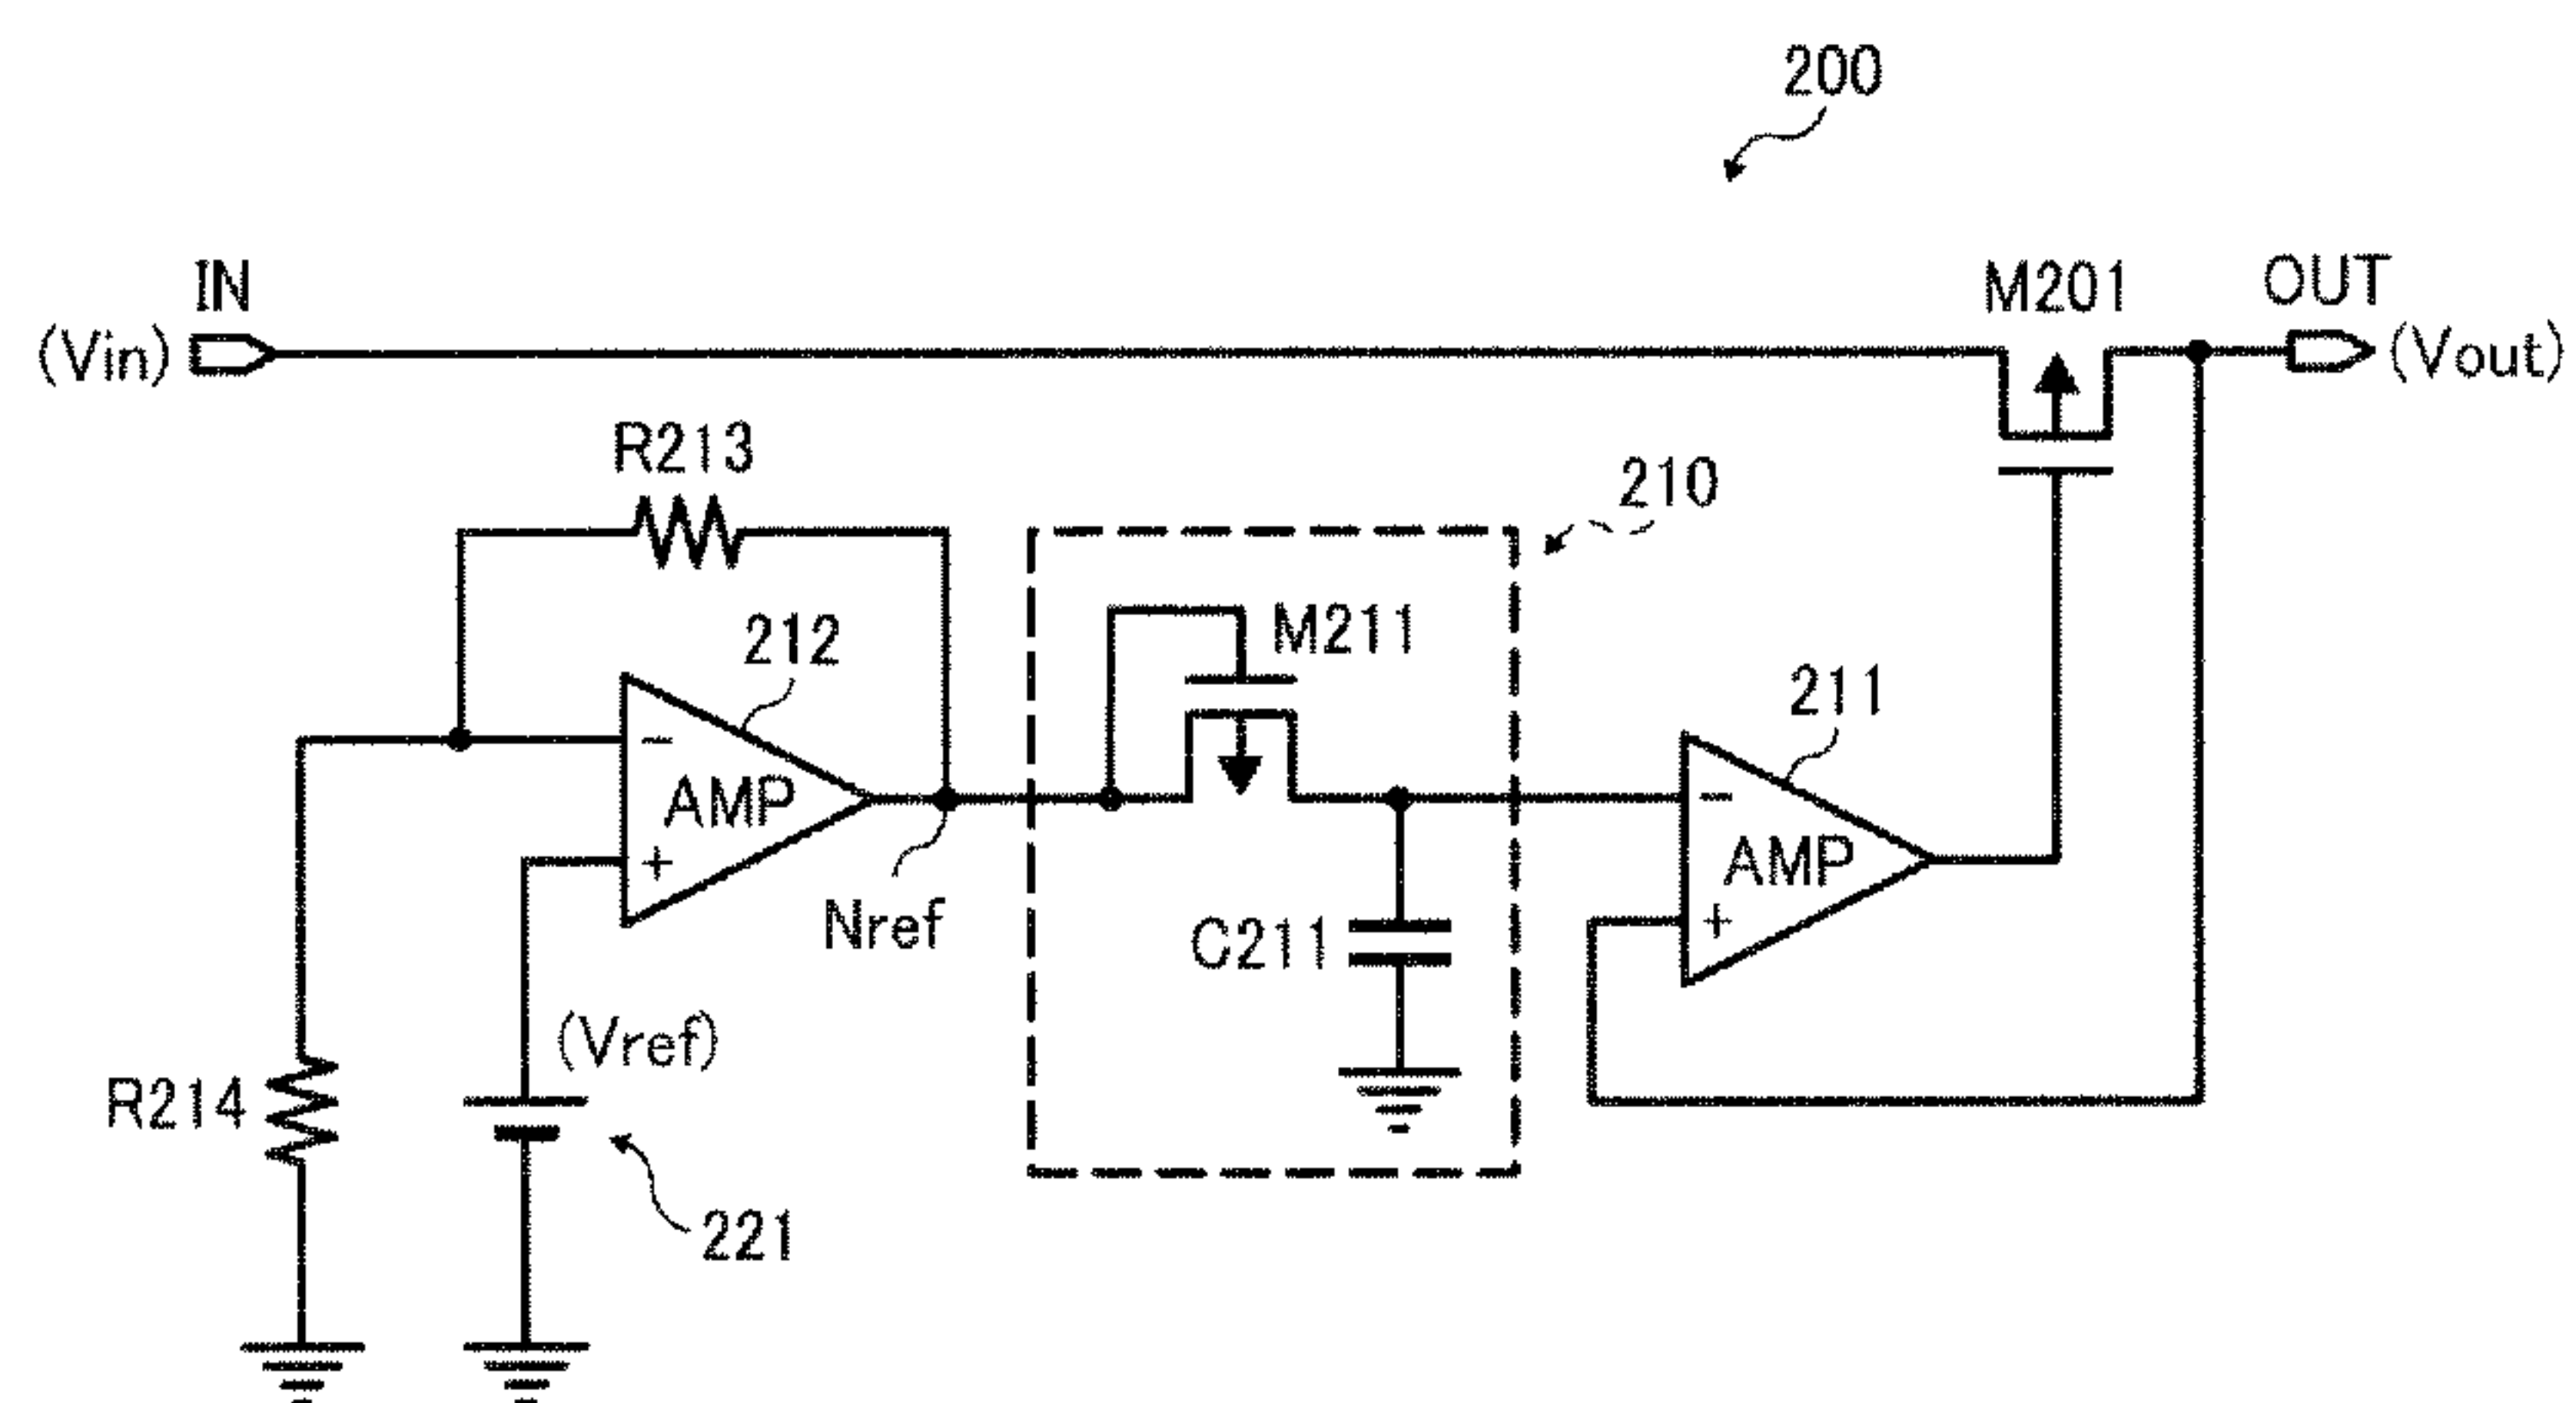 200
IN
(Vin)
M201
OUT
(Vout)
R213
210
212
M211
211
−
AMP
+
−
AMP
+
Nref
C211
(Vref)
R214
221